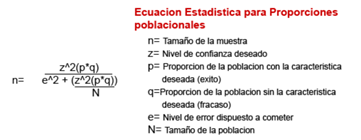 Ecuacion Estadistica para Proporciones
poblacionales
n= Tamaño de la muestra
z= Nivel de confianza deseado
p= Proporcion de la poblacion con la caracteristica
deseada (exito)
q=Proporcion de la poblacion sin la caracteristica
deseada (fracaso)
e= Nivel de error dispuesto a cometer
N= Tamaño de la poblacion
n=
z^2(p*q)
e^2 + (z^2(p*q))
N